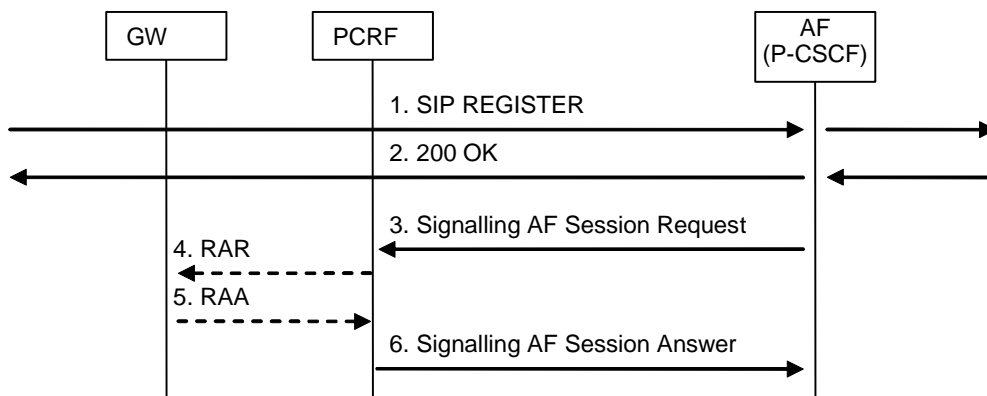 GW
PCRF
AF
(P-CSCF)
1. SIP REGISTER
2. 200 OK
3. Signalling AF Session Request
4. RAR
5. RAA
6. Signalling AF Session Answer